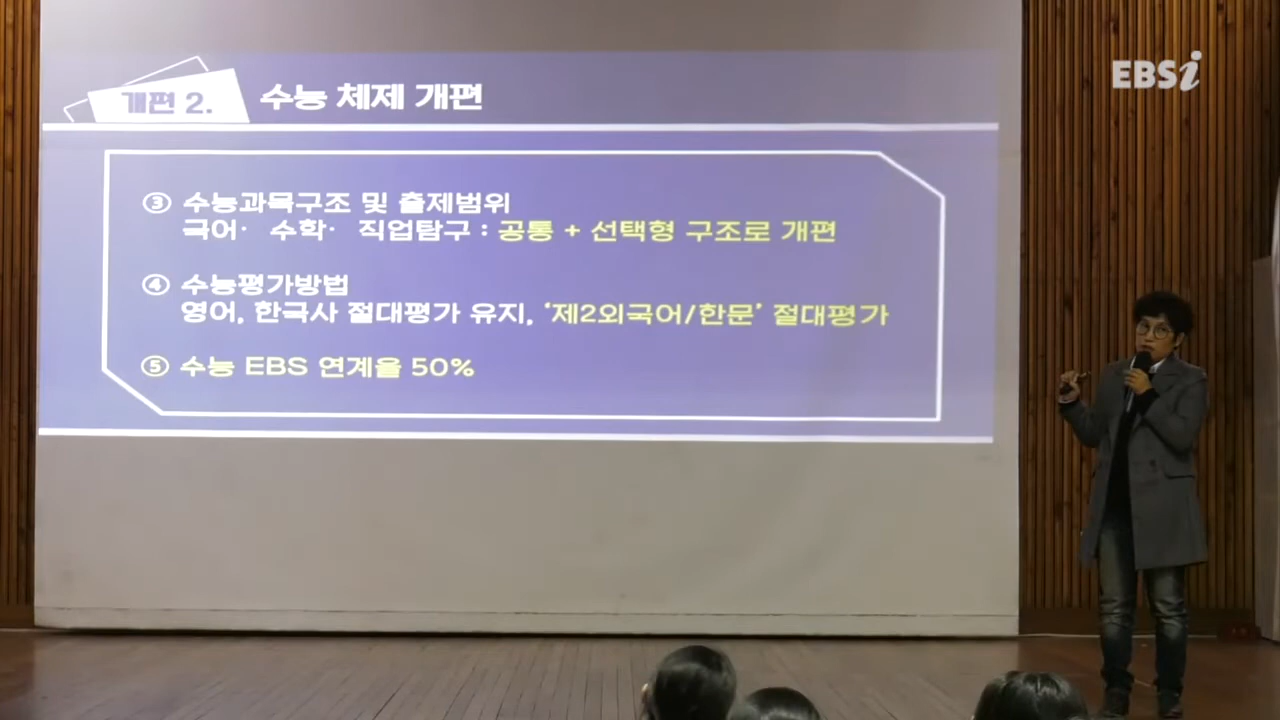 EBSi
개편 2. 수능 체제 개편
③ 수능과목구조 및 출제범위
국어· 수학· 직업탐구 : 공통 + 선택형 구조로 개편
④ 수능평가방법
영어, 한국사 절대평가 유지, ‘제2외국어/한문’ 절대평가
⑤ 수능 EBS 연계율 50%